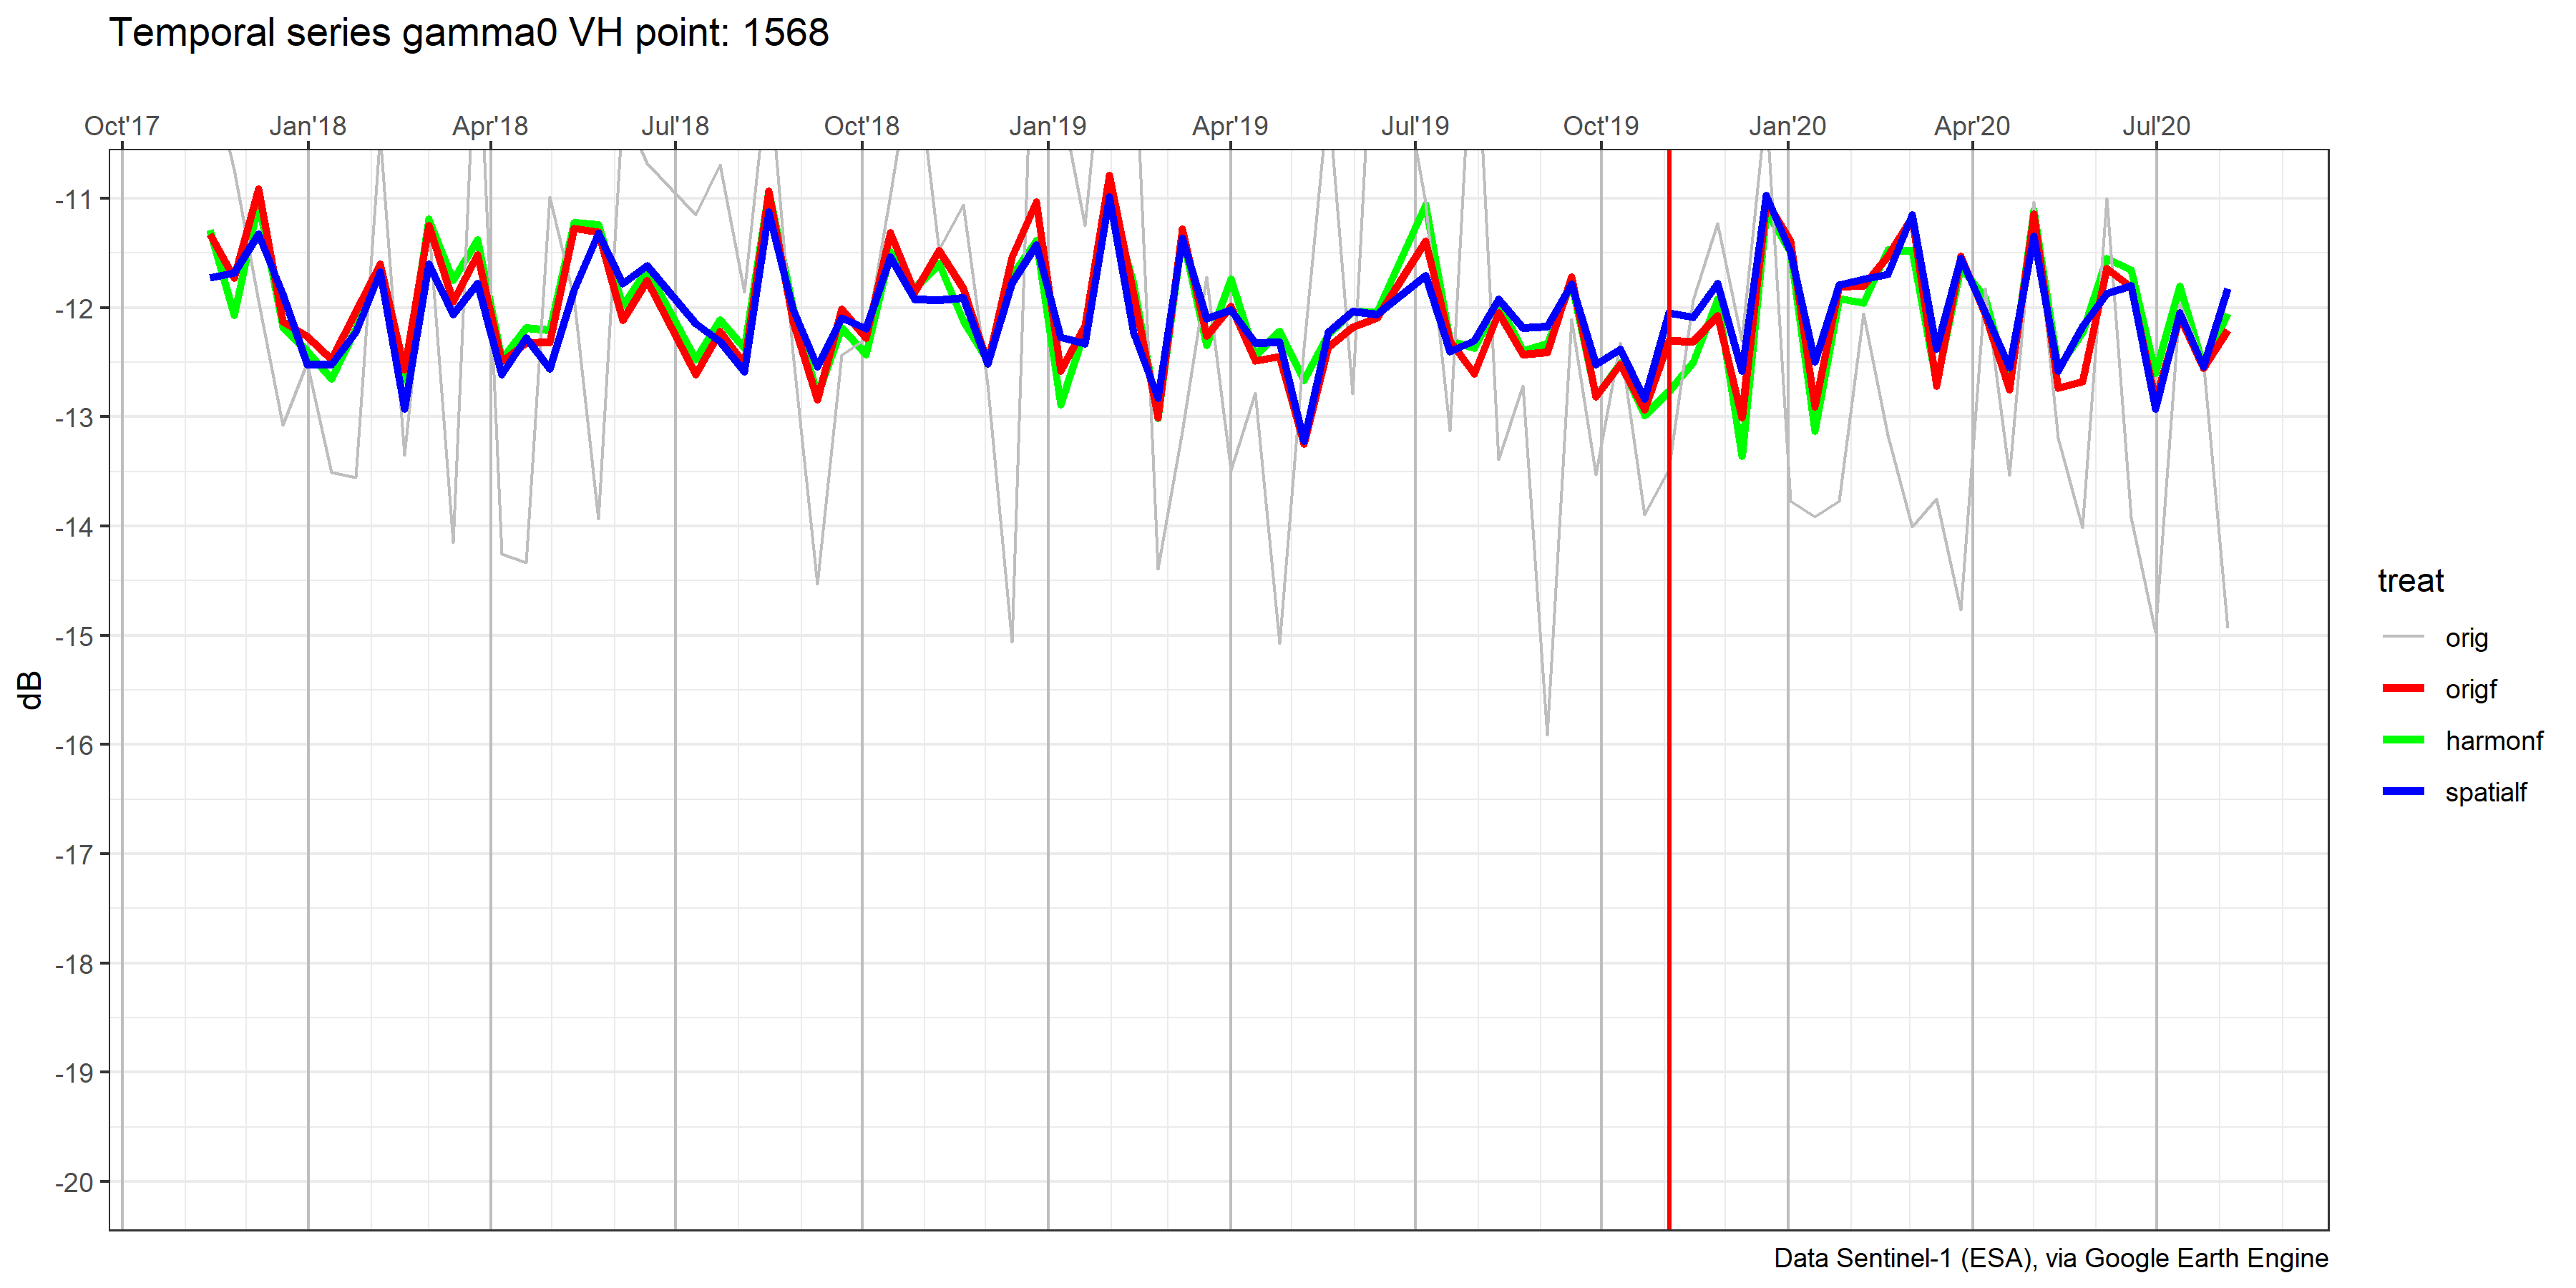 Temporal series gamma0 VH point: 1568
Oct'17 Jan'18 Apr'18 Jul'18 Oct'18 Jan'19 Apr'19 Jul'19 Oct'19 Jan'20 Apr'20 Jul'20
-11
-12
-13
-14
-15
-16
-17
-18
-19
-20
dB
treat
orig
origf
harmonf
spatialf
Data Sentinel-1 (ESA), via Google Earth Engine